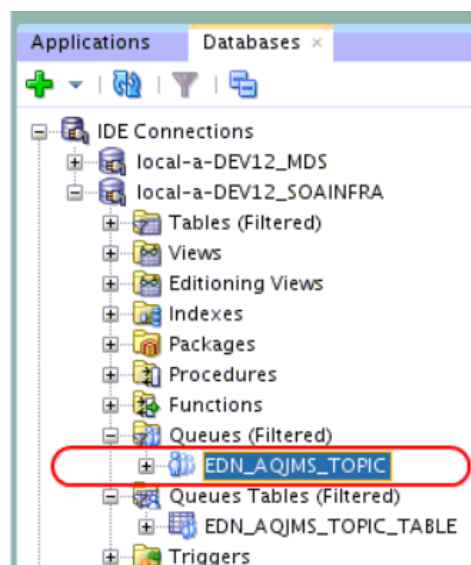 Applications Databases ×
IDE Connections
local-a-DEV12_MDS
local-a-DEV12_SOAINFRA
Tables (Filtered)
Views
Editioning Views
Indexes
Packages
Procedures
Functions
Queues (Filtered)
EDN_AQJMS_TOPIC
Queues Tables (Filtered)
EDN_AQJMS_TOPIC_TABLE
Triggers